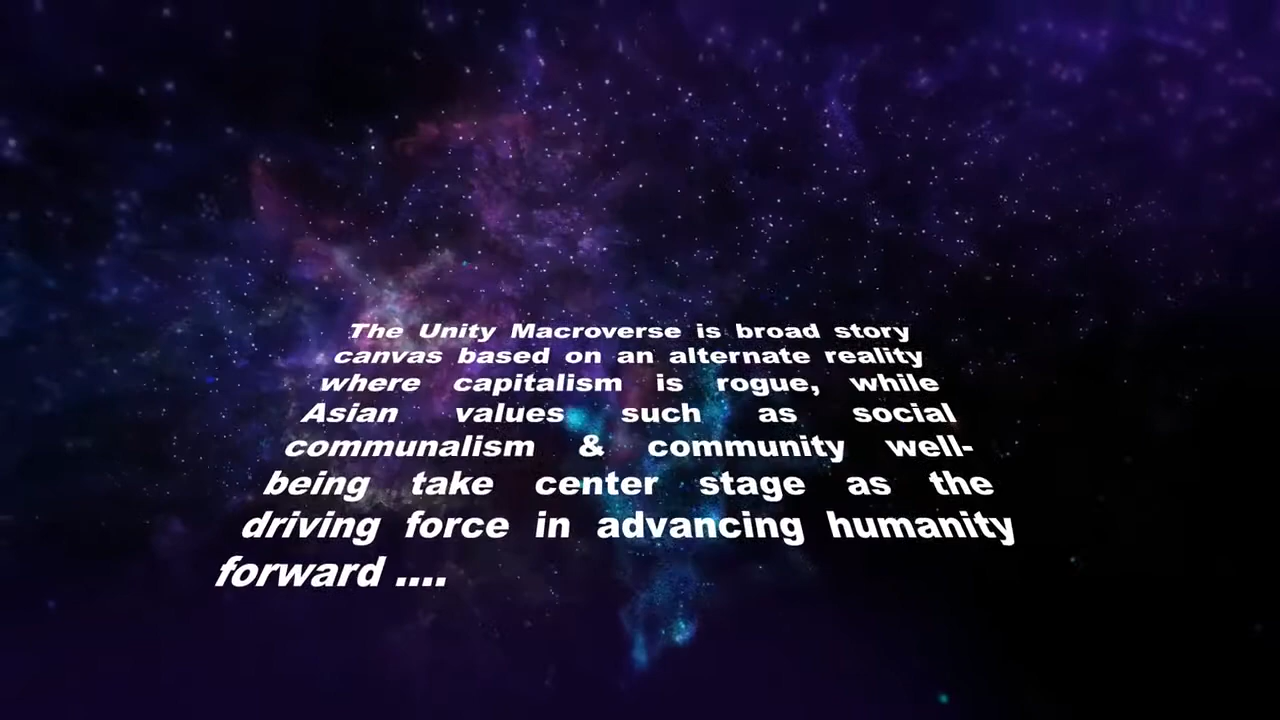 The Unity Macroverse is broad story
canvas based on an alternate reality
where capitalism is rogue, while
Asian values such as social
communalism & community well-
being take center stage as the
driving force in advancing humanity
forward ....